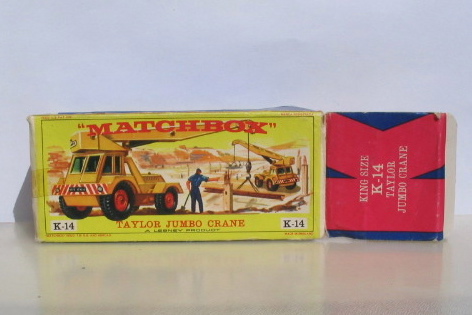 "MATCHBOX"
K-14
TAYLOR JUMBO CRANE
A LESNEY PRODUCT
K-14
KING SIZE
K-14
TAYLOR
JUMBO CRANE